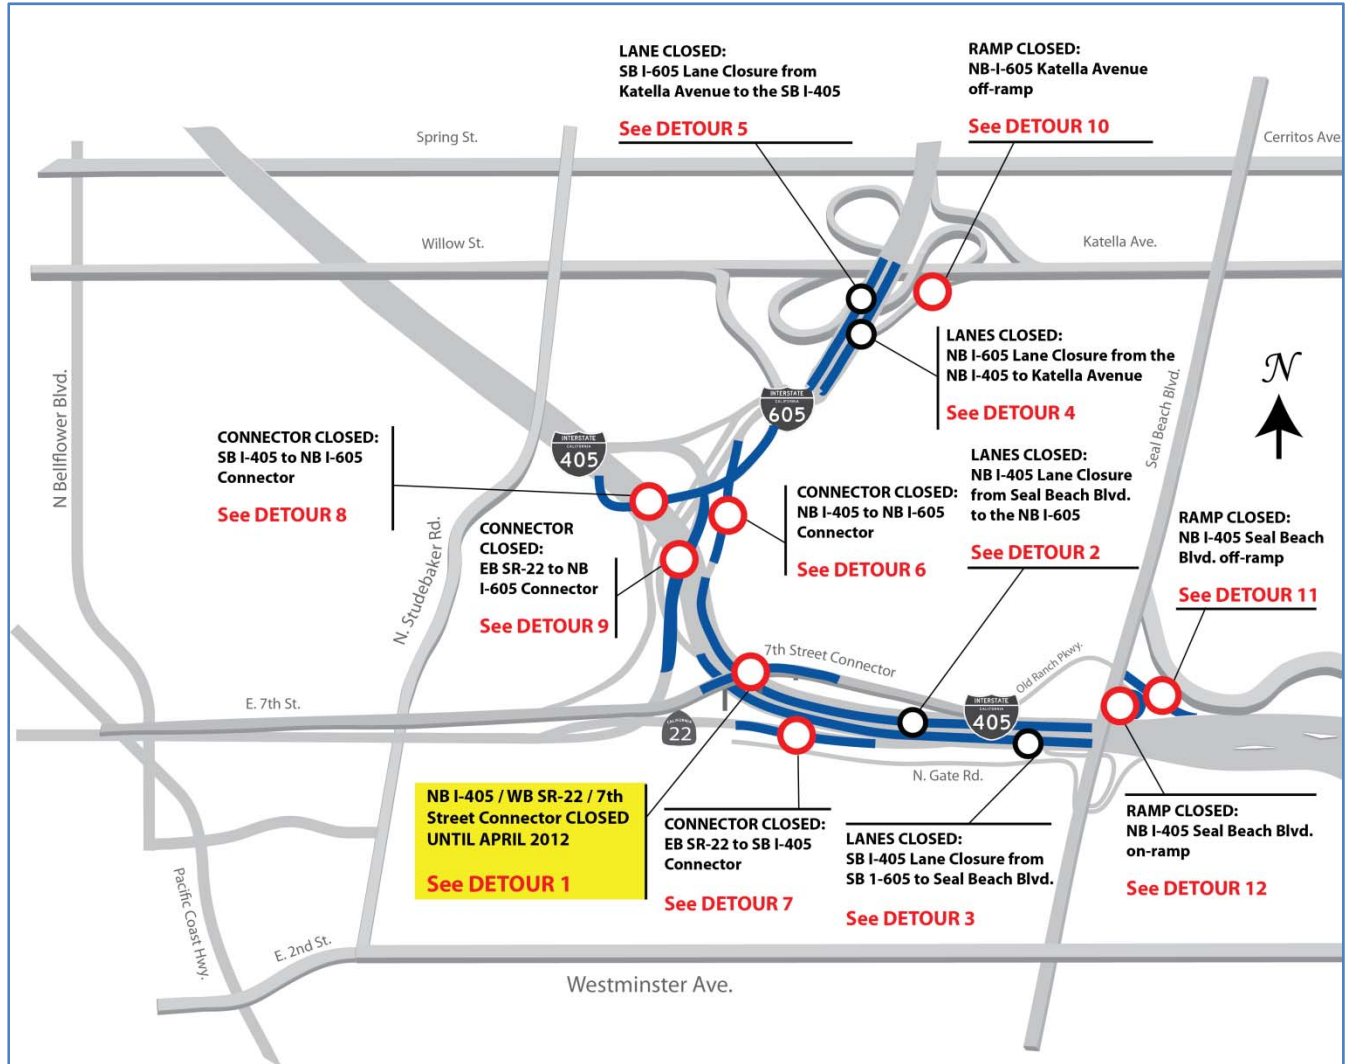 LANE CLOSED:
SB I-605 Lane Closure from
Katella Avenue to the SB I-405
See DETOUR 5
RAMP CLOSED:
NB-I-605 Katella Avenue
off-ramp
See DETOUR 10
Spring St.
Cerritos Ave.
Willow St.
Katella Ave.
LANES CLOSED:
NB I-605 Lane Closure from the
NB I-405 to Katella Avenue
See DETOUR 4
N
Seal Beach Blvd.
N Bellflower Blvd.
N. Studebaker Rd.
INTERSTATE
CALIFORNIA
605
INTERSTATE
CALIFORNIA
405
CONNECTOR CLOSED:
SB I-405 to NB I-605
Connector
See DETOUR 8
CONNECTOR
CLOSED:
EB SR-22 to NB
I-605 Connector
See DETOUR 9
CONNECTOR CLOSED:
NB I-405 to NB I-605
Connector
See DETOUR 6
LANES CLOSED:
NB I-405 Lane Closure
from Seal Beach Blvd.
to the NB I-605
See DETOUR 2
RAMP CLOSED:
NB I-405 Seal Beach
Blvd. off-ramp
See DETOUR 11
7th Street Connector
Old Ranch Pkwy.
E. 7th St.
CALIFORNIA
22
INTERSTATE
CALIFORNIA
405
N. Gate Rd.
NB I-405 / WB SR-22 / 7th
Street Connector CLOSED
UNTIL APRIL 2012
See DETOUR 1
CONNECTOR CLOSED:
EB SR-22 to SB I-405
Connector
See DETOUR 7
LANES CLOSED:
SB I-405 Lane Closure from
SB 1-605 to Seal Beach Blvd.
See DETOUR 3
RAMP CLOSED:
NB I-405 Seal Beach Blvd.
on-ramp
See DETOUR 12
Pacific Coast Hwy.
E. 2nd St.
Westminster Ave.